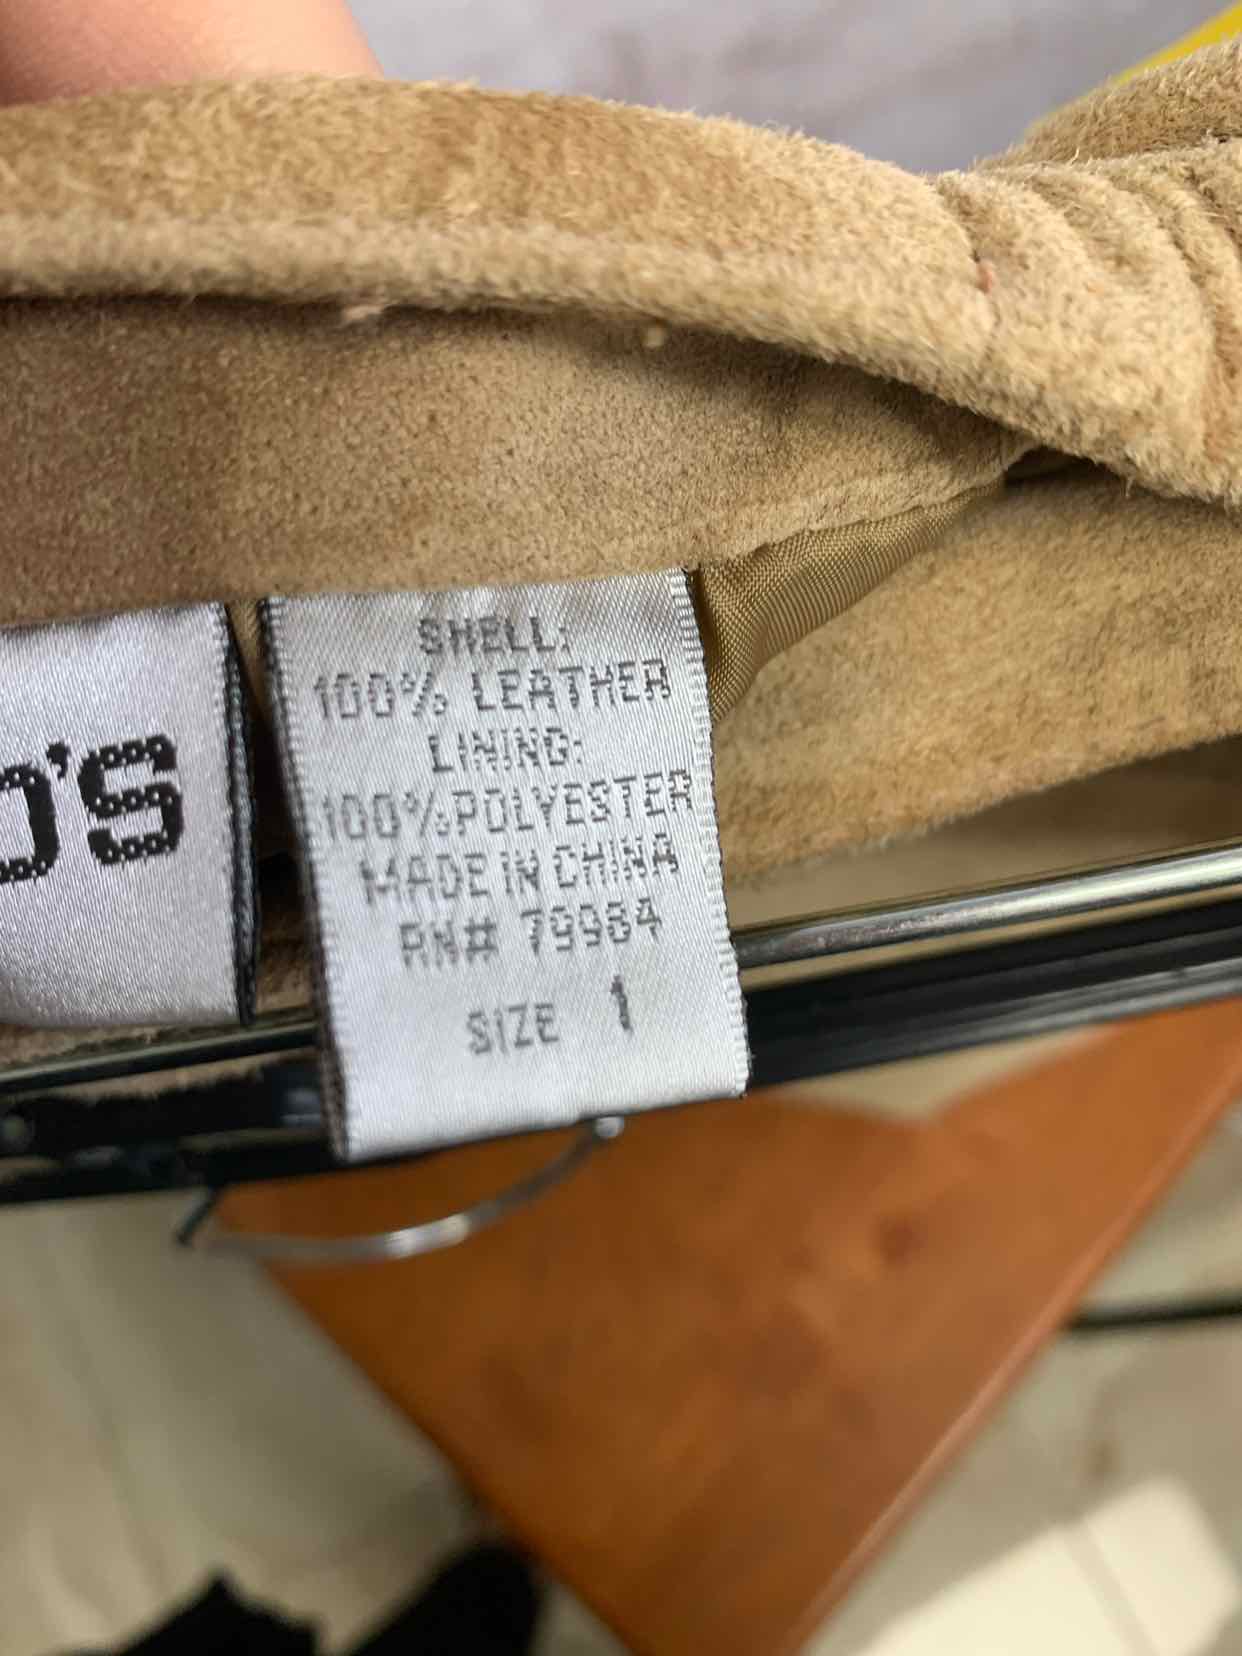 O'S
SHELL:
100% LEATHER
LINING:
100%POLYESTER
MADE IN CHINA
RN# 79984
SIZE 1